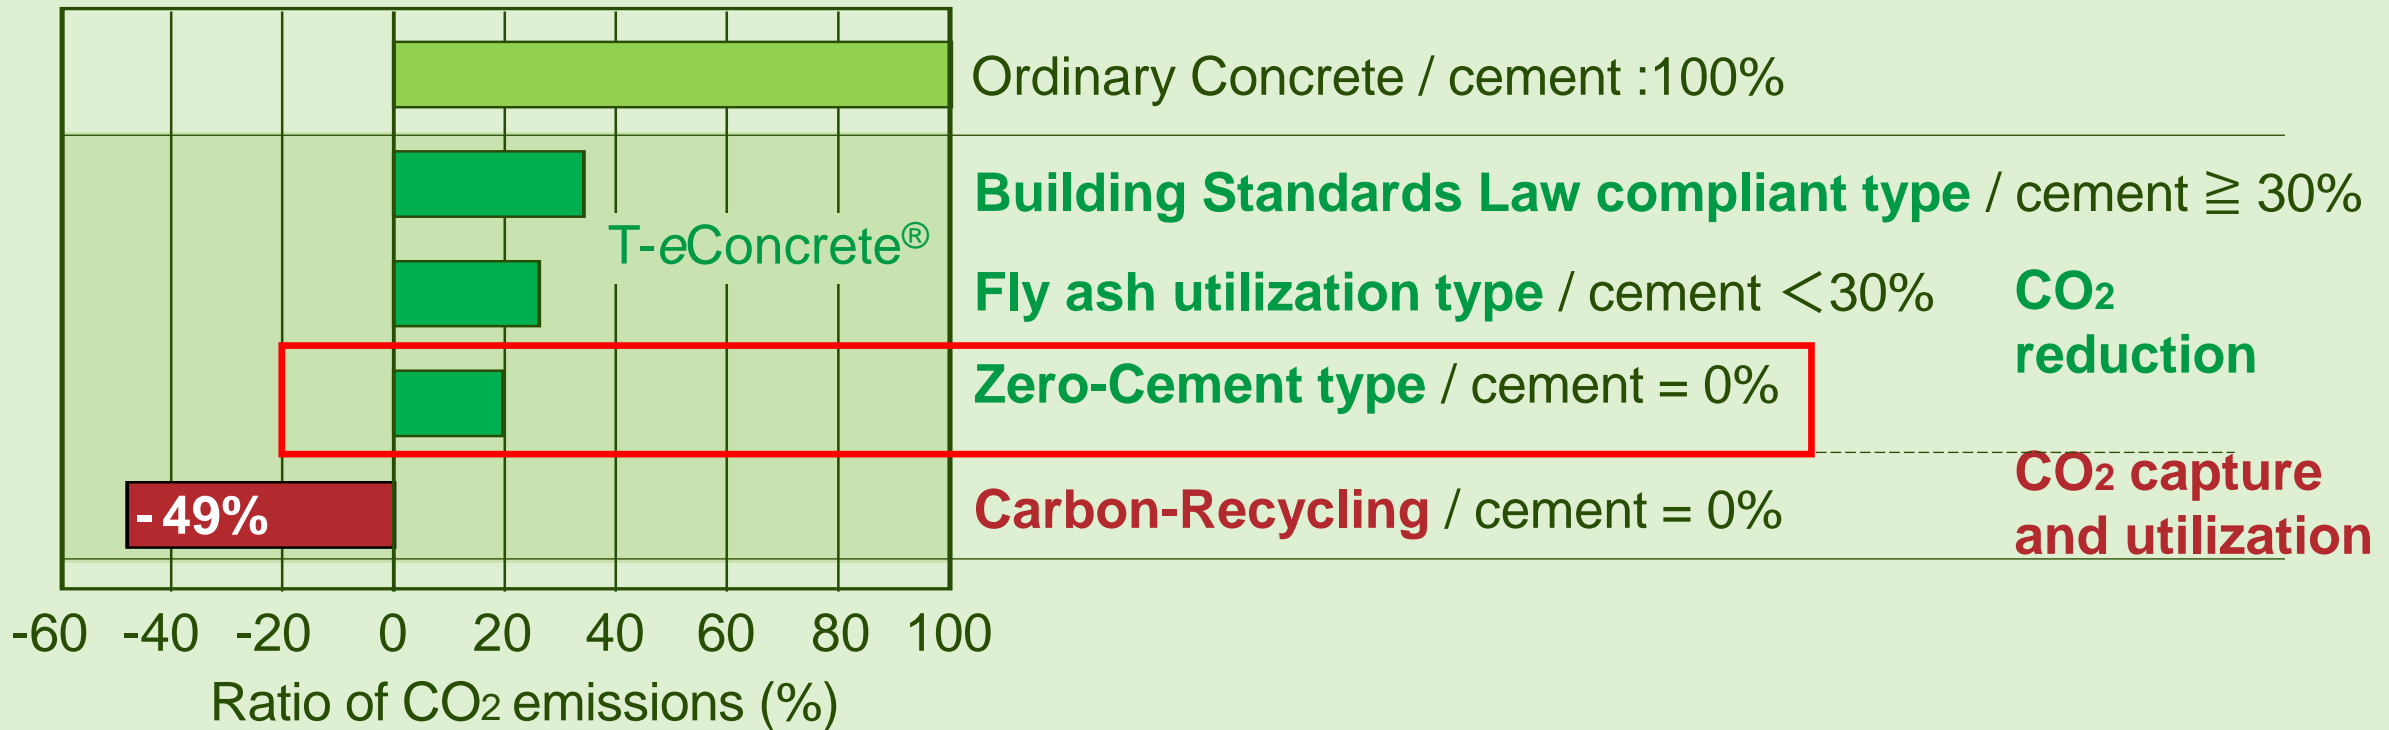 Ordinary Concrete / cement :100%
Building Standards Law compliant type / cement ≧ 30%
T-eConcrete®
Fly ash utilization type / cement ＜30%
CO2
reduction
Zero-Cement type / cement = 0%
CO2 capture
and utilization
- 49%
Carbon-Recycling / cement = 0%
-60 -40 -20 0 20 40 60 80 100
Ratio of CO2 emissions (%)